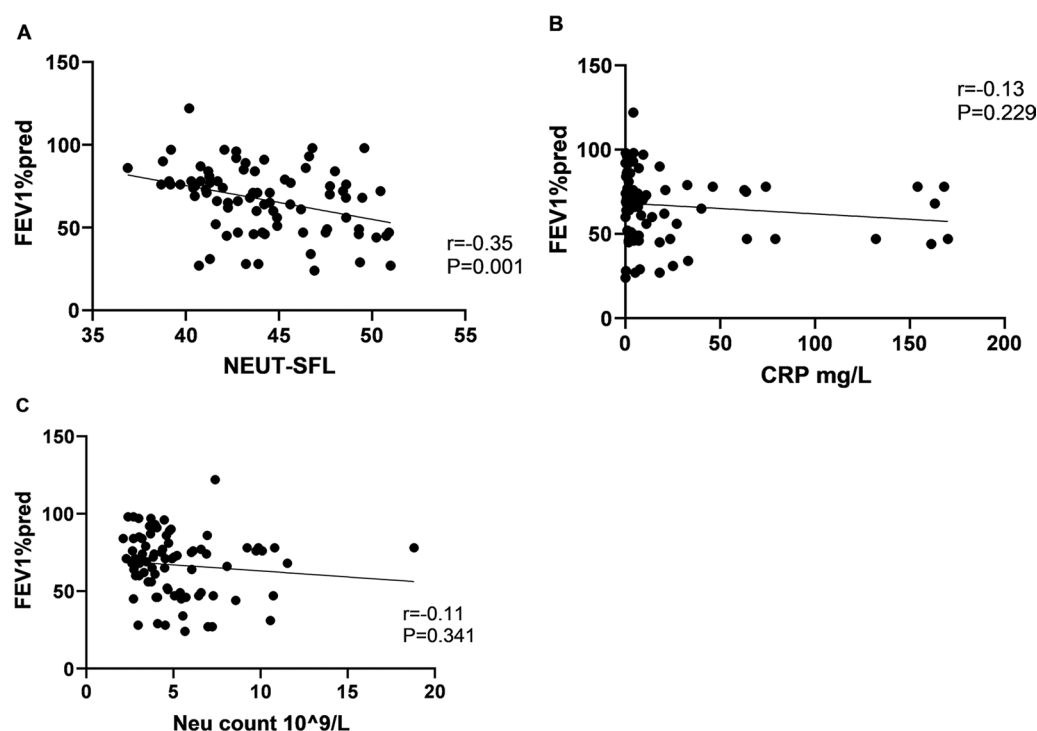 A
150
100
50
0
FEV1%pred
35 40 45 50 55
NEUT-SFL
r=-0.35
P=0.001
B
150
100
50
0
FEV1%pred
0 50 100 150 200
CRP mg/L
r=-0.13
P=0.229
C
150
100
50
0
FEV1%pred
0 5 10 15 20
Neu count 10^9/L
r=-0.11
P=0.341